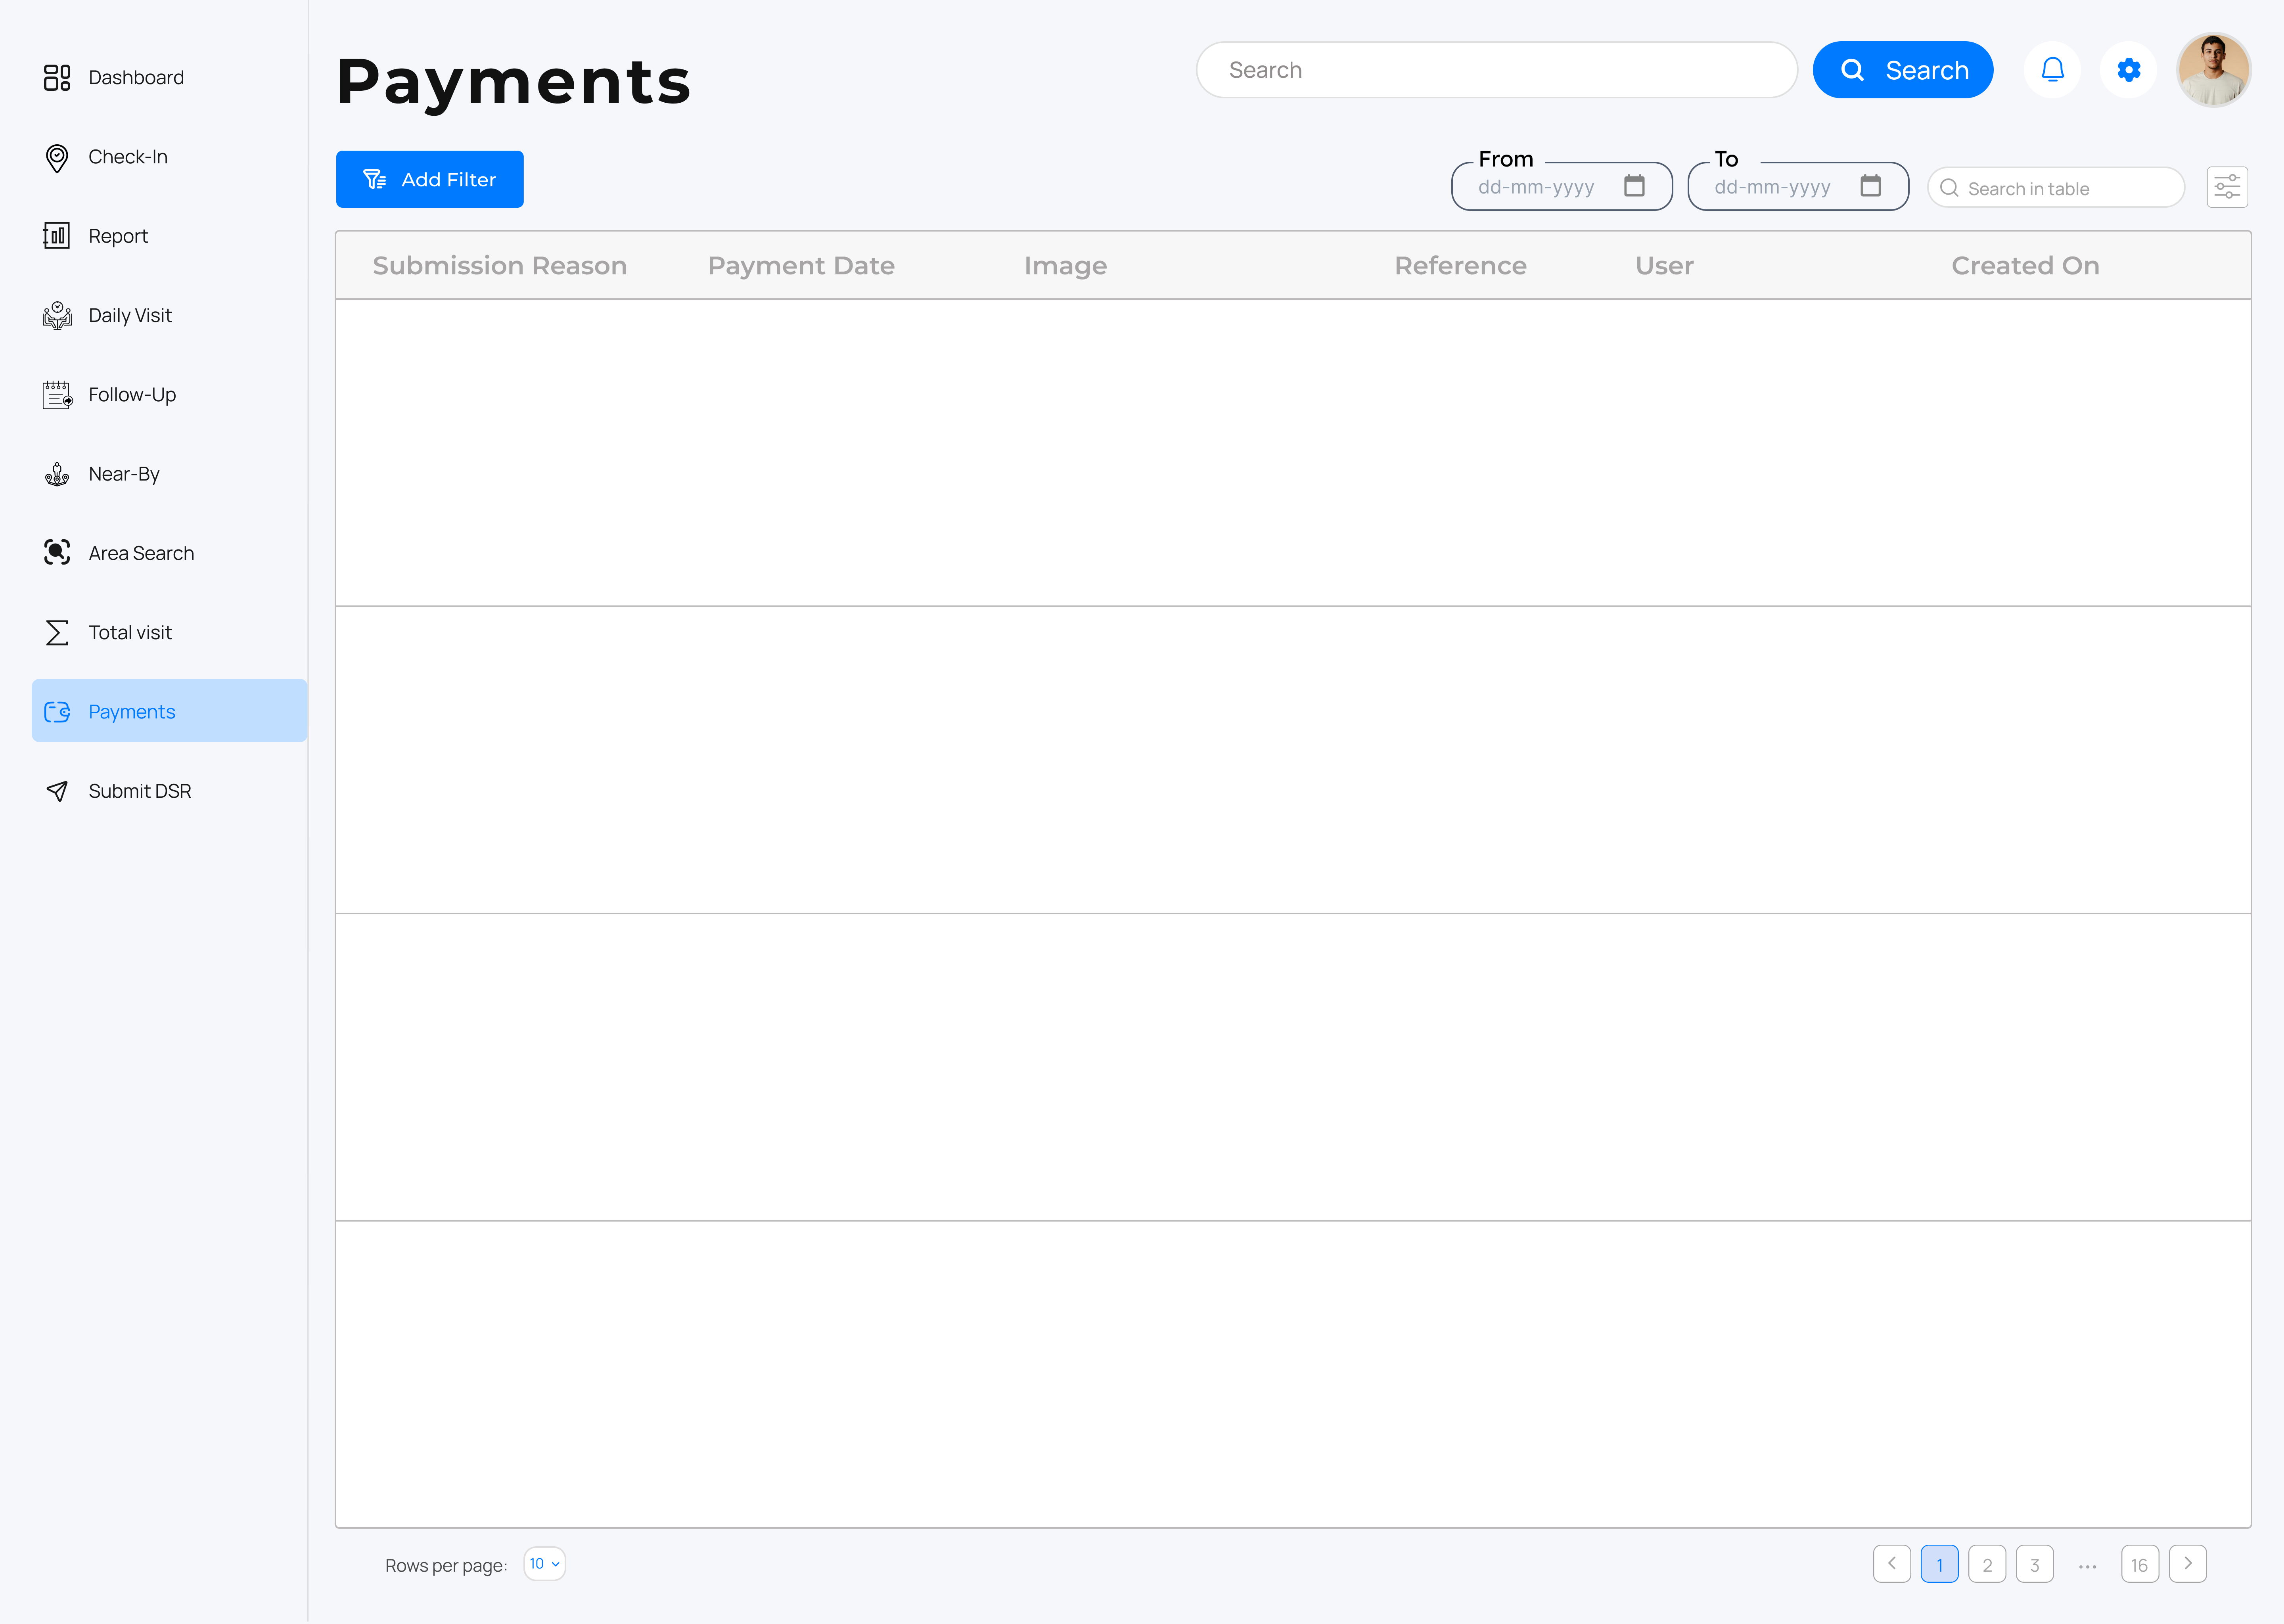 Dashboard
Check-In
Report
Daily Visit
Follow-Up
Near-By
Area Search
Total visit
Payments
Submit DSR
Payments
Search
Search
Add Filter
From
dd-mm-yyyy
To
dd-mm-yyyy
Search in table
Submission Reason Payment Date Image Reference User Created On
Rows per page: 10
1 2 3 ... 16